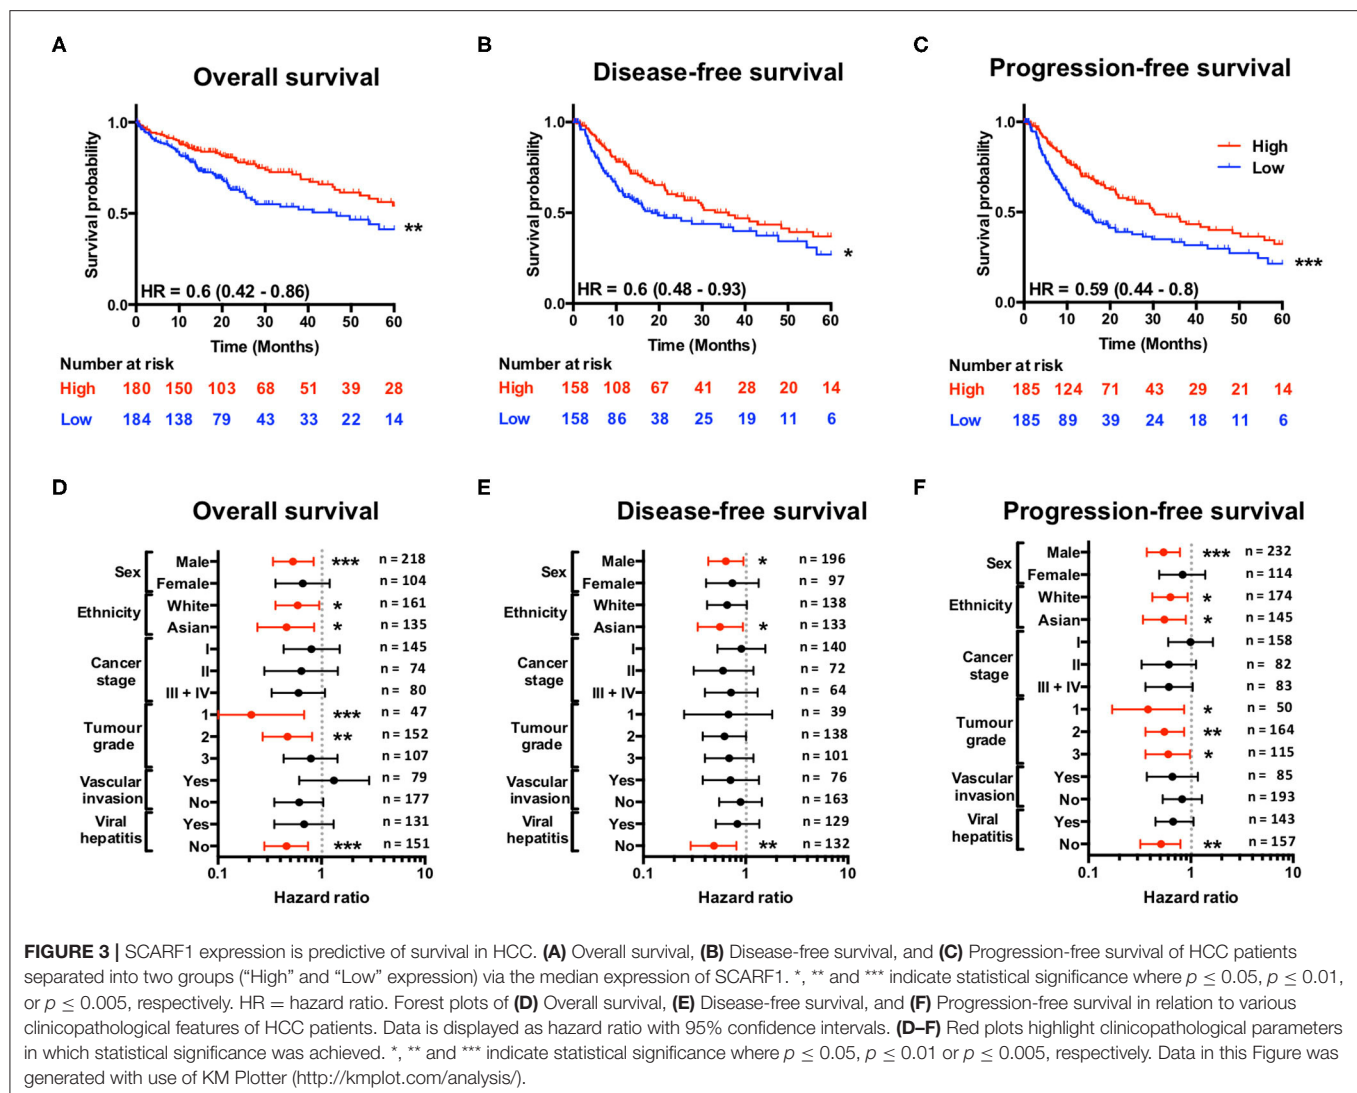 A
Overall survival
Survival probability
1.0
0.5
0.0
HR = 0.6 (0.42 - 0.86)
**
0 10 20 30 40 50 60
Time (Months)
Number at risk
High 180 150 103 68 51 39 28
Low 184 138 79 43 33 22 14
B
Disease-free survival
Survival probability
1.0
0.5
0.0
HR = 0.6 (0.48 - 0.93)
*
0 10 20 30 40 50 60
Time (Months)
Number at risk
High 158 108 67 41 28 20 14
Low 158 86 38 25 19 11 6
C
Progression-free survival
Survival probability
1.0
0.5
0.0
High
Low
HR = 0.59 (0.44 - 0.8)
***
0 10 20 30 40 50 60
Time (Months)
Number at risk
High 185 124 71 43 29 21 14
Low 185 89 39 24 18 11 6
D
Overall survival
Sex
Male *** n = 218
Female n = 104
Ethnicity
White * n = 161
Asian * n = 135
Cancer stage
I n = 145
II n = 74
III + IV n = 80
Tumour grade
1 *** n = 47
2 ** n = 152
3 n = 107
Vascular invasion
Yes n = 79
No n = 177
Viral hepatitis
Yes n = 131
No *** n = 151
0.1 1 10
Hazard ratio
E
Disease-free survival
Sex
Male * n = 196
Female n = 97
Ethnicity
White n = 138
Asian * n = 133
Cancer stage
I n = 140
II n = 72
III + IV n = 64
Tumour grade
1 n = 39
2 n = 138
3 n = 101
Vascular invasion
Yes n = 76
No n = 163
Viral hepatitis
Yes n = 129
No ** n = 132
0.1 1 10
Hazard ratio
F
Progression-free survival
Sex
Male *** n = 232
Female n = 114
Ethnicity
White * n = 174
Asian * n = 145
Cancer stage
I n = 158
II n = 82
III + IV n = 83
Tumour grade
1 * n = 50
2 ** n = 164
3 * n = 115
Vascular invasion
Yes n = 85
No n = 193
Viral hepatitis
Yes n = 143
No ** n = 157
0.1 1 10
Hazard ratio
FIGURE 3 | SCARF1 expression is predictive of survival in HCC. (A) Overall survival, (B) Disease-free survival, and (C) Progression-free survival of HCC patients
separated into two groups (“High” and “Low” expression) via the median expression of SCARF1. *, ** and *** indicate statistical significance where p ≤ 0.05, p ≤ 0.01,
or p ≤ 0.005, respectively. HR = hazard ratio. Forest plots of (D) Overall survival, (E) Disease-free survival, and (F) Progression-free survival in relation to various
clinicopathological features of HCC patients. Data is displayed as hazard ratio with 95% confidence intervals. (D–F) Red plots highlight clinicopathological parameters
in which statistical significance was achieved. *, ** and *** indicate statistical significance where p ≤ 0.05, p ≤ 0.01 or p ≤ 0.005, respectively. Data in this Figure was
generated with use of KM Plotter (http://kmplot.com/analysis/).